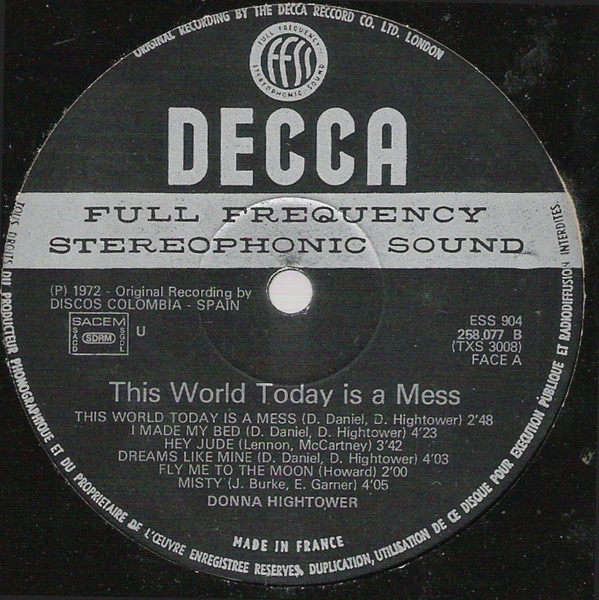 ORIGINAL RECORDING BY THE DECCA RECCORD CO. LTD. LONDON
FULL FREQUENCY
FFSS
STEREOPHONIC SOUND
DECCA
FULL FREQUENCY
STEREOPHONIC SOUND
(P) 1972 - Original Recording by
DISCOS COLOMBIA - SPAIN
SACEM
SACD
SDRM
SGDL
U
ESS 904
258.077 B
(TXS 3008)
FACE A
This World Today is a Mess
THIS WORLD TODAY IS A MESS (D. Daniel, D. Hightower) 2'48
I MADE MY BED (D. Daniel, D. Hightower) 4'23
HEY JUDE (Lennon, McCartney) 3'42
DREAMS LIKE MINE (D. Daniel, D. Hightower) 4'03
FLY ME TO THE MOON (Howard) 2'00
MISTY (J. Burke, E. Garner) 4'05
DONNA HIGHTOWER
MADE IN FRANCE
TOUS DROITS DU PRODUCTEUR PHONOGRAPHIQUE ET DU PROPRIETAIRE DE L'ŒUVRE ENREGISTREE RESERVES. DUPLICATION, UTILISATION DE CE DISQUE POUR EXECUTION PUBLIQUE ET RADIODIFFUSION INTERDITES.